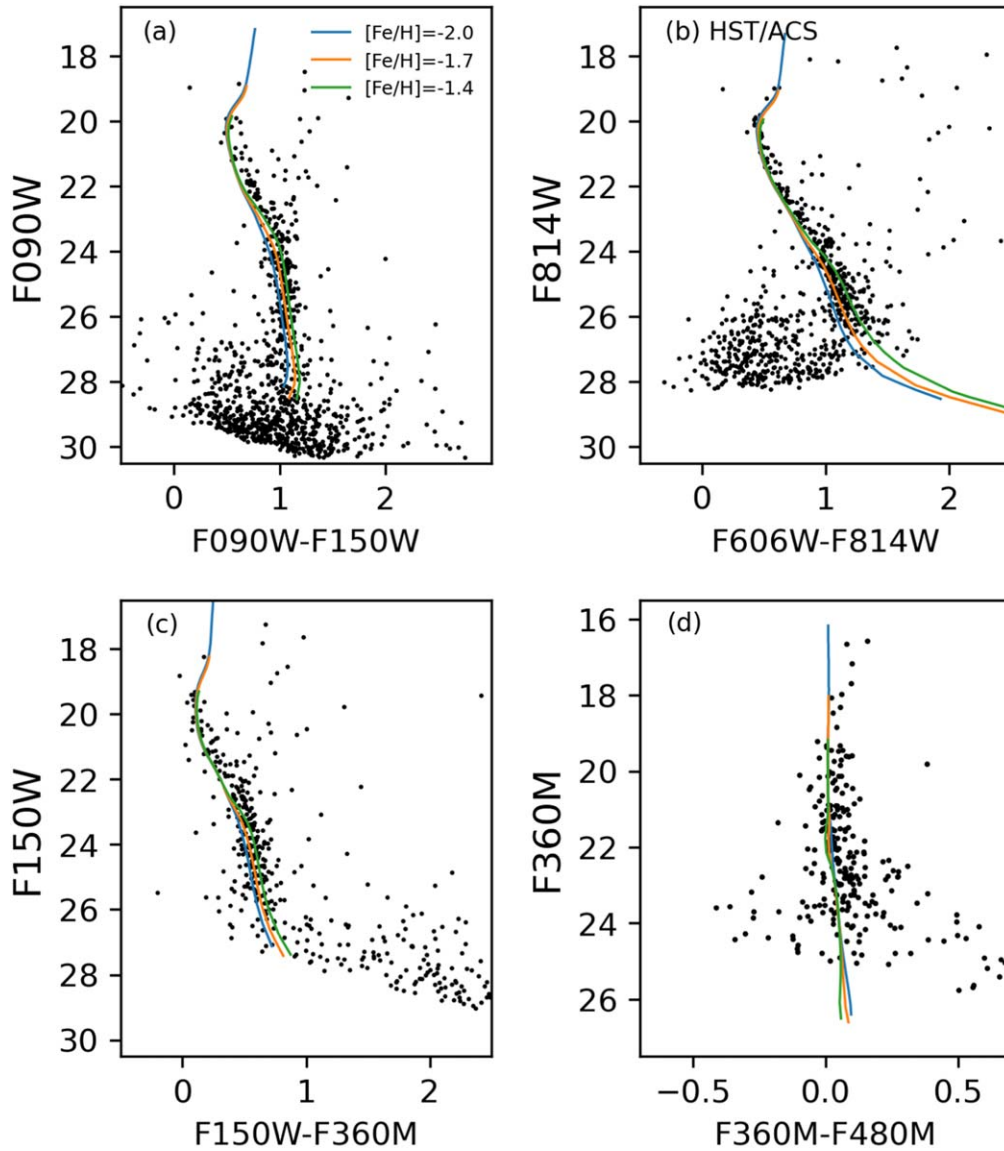 (a)
[Fe/H]=-2.0
[Fe/H]=-1.7
[Fe/H]=-1.4
18
20
22
24
26
28
30
F090W
0
1
2
F090W-F150W
(b) HST/ACS
18
20
22
24
26
28
30
F814W
0
1
2
F606W-F814W
(c)
18
20
22
24
26
28
30
F150W
0
1
2
F150W-F360M
(d)
16
18
20
22
24
26
F360M
−0.5
0.0
0.5
F360M-F480M